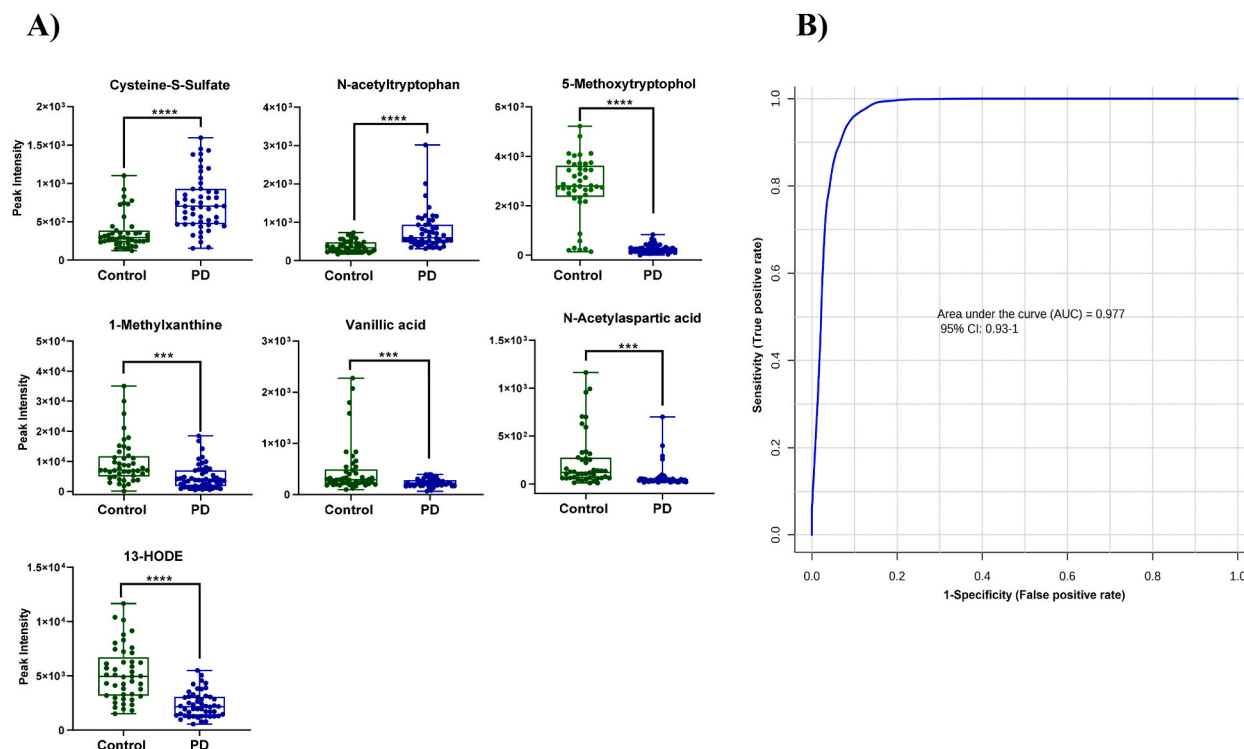 A)
B)
Cysteine-S-Sulfate
N-acetyltryptophan
5-Methoxytryptophol
Peak Intensity
2×10³
1.5×10³
1×10³
5×10²
0
****
Control
PD
4×10³
3×10³
2×10³
1×10³
0
****
Control
PD
6×10³
4×10³
2×10³
0
****
Control
PD
1-Methylxanthine
Vanillic acid
N-Acetylaspartic acid
Peak Intensity
5×10⁴
4×10⁴
3×10⁴
2×10⁴
1×10⁴
0
***
Control
PD
3×10³
2×10³
1×10³
0
***
Control
PD
1.5×10³
1×10³
5×10²
0
***
Control
PD
13-HODE
Peak Intensity
1.5×10⁴
1×10⁴
5×10³
0
****
Control
PD
Sensitivity (True positive rate)
1.0
0.8
0.6
0.4
0.2
0.0
Area under the curve (AUC) = 0.977
95% CI: 0.93-1
0.0
0.2
0.4
0.6
0.8
1.0
1-Specificity (False positive rate)